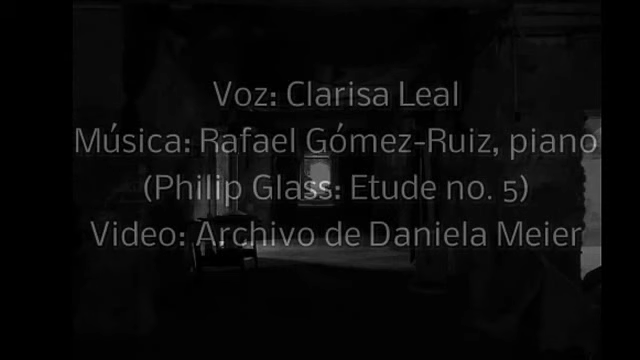 Voz: Clarisa Leal
Música: Rafael Gómez-Ruiz, piano
(Philip Glass: Etude no. 5)
Video: Archivo de Daniela Meier